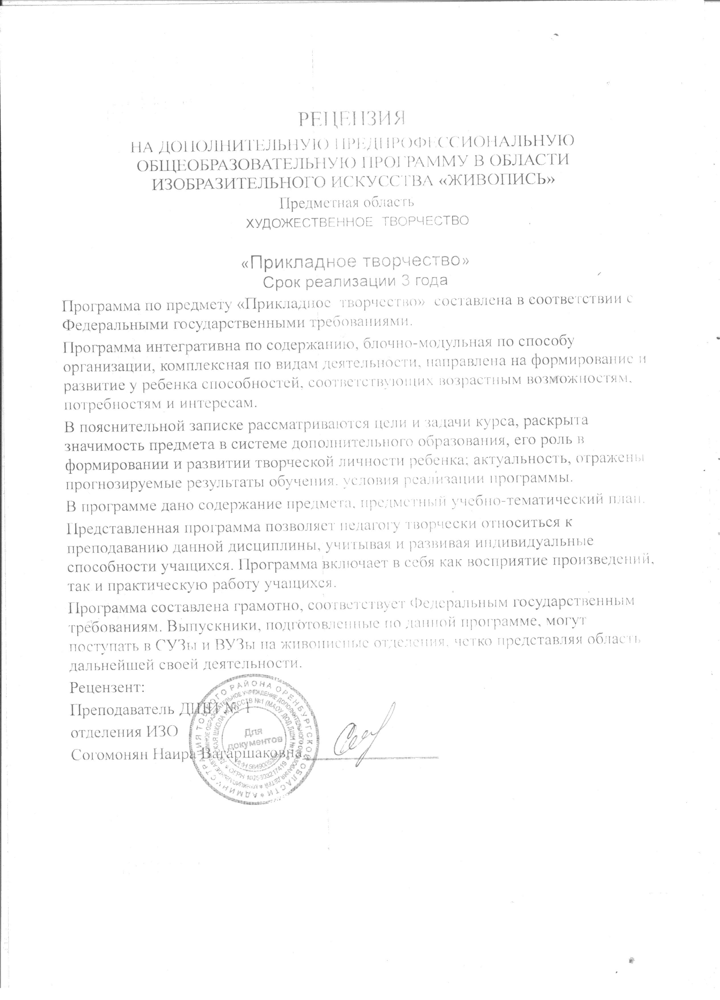 РЕЦЕНЗИЯ
НА ДОПОЛНИТЕЛЬНУЮ ПРЕДПРОФЕССИОНАЛЬНУЮ
ОБЩЕОБРАЗОВАТЕЛЬНУЮ ПРОГРАММУ В ОБЛАСТИ
ИЗОБРАЗИТЕЛЬНОГО ИСКУССТВА «ЖИВОПИСЬ»
Предметная область
ХУДОЖЕСТВЕННОЕ ТВОРЧЕСТВО
«Прикладное творчество»
Срок реализации 3 года
Программа по предмету «Прикладное творчество» составлена в соответствии с
Федеральными государственными требованиями.
Программа интегративна по содержанию, блочно-модульная по способу
организации, комплексная по видам деятельности, направлена на формирование и
развитие у ребенка способностей, соответствующих возрастным возможностям,
потребностям и интересам.
В пояснительной записке рассматриваются цели и задачи курса, раскрыта
значимость предмета в системе дополнительного образования, его роль в
формировании и развитии творческой личности ребенка; актуальность, отражены
прогнозируемые результаты обучения, условия реализации программы.
В программе дано содержание предмета, предметный учебно-тематический план.
Представленная программа позволяет педагогу творчески относиться к
преподаванию данной дисциплины, учитывая и развивая индивидуальные
способности учащихся. Программа включает в себя как восприятие произведений,
так и практическую работу учащихся.
Программа составлена грамотно, соответствует Федеральным государственным
требованиям. Выпускники, подготовленные по данной программе, могут
поступать в СУЗы и ВУЗы на живописные отделения, четко представляя область
дальнейшей своей деятельности.
Рецензент:
Преподаватель ДШИ № 1
отделения ИЗО
Согомонян Наира Вагаршаковна
АДМИНИСТРАЦИЯ ТОЦКОГО РАЙОНА ОРЕНБУРГСКОЙ ОБЛАСТИ *
ОБРАЗОВАТЕЛЬНОЕ УЧРЕЖДЕНИЕ ДОПОЛНИТЕЛЬНОГО ОБРАЗОВАНИЯ ДЕТЕЙ *
ДЕТСКАЯ ШКОЛА ИСКУССТВ №1 (МАОУ ДОД ДШИ №1)
* ОГРН 1025603217419 *
Для
документов